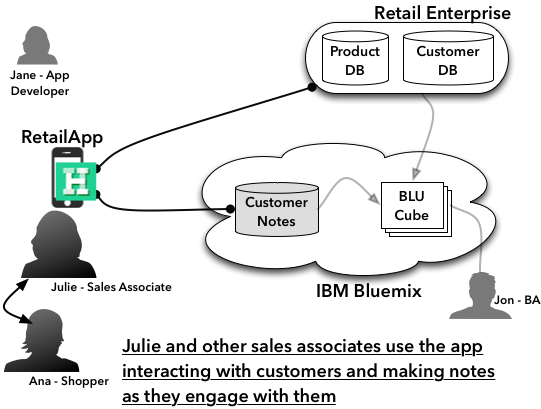 Retail Enterprise
Product
DB
Customer
DB
Jane - App
Developer
RetailApp
H
Customer
Notes
BLU
Cube
Julie - Sales Associate
IBM Bluemix
Jon - BA
Ana - Shopper
Julie and other sales associates use the app
interacting with customers and making notes
as they engage with them